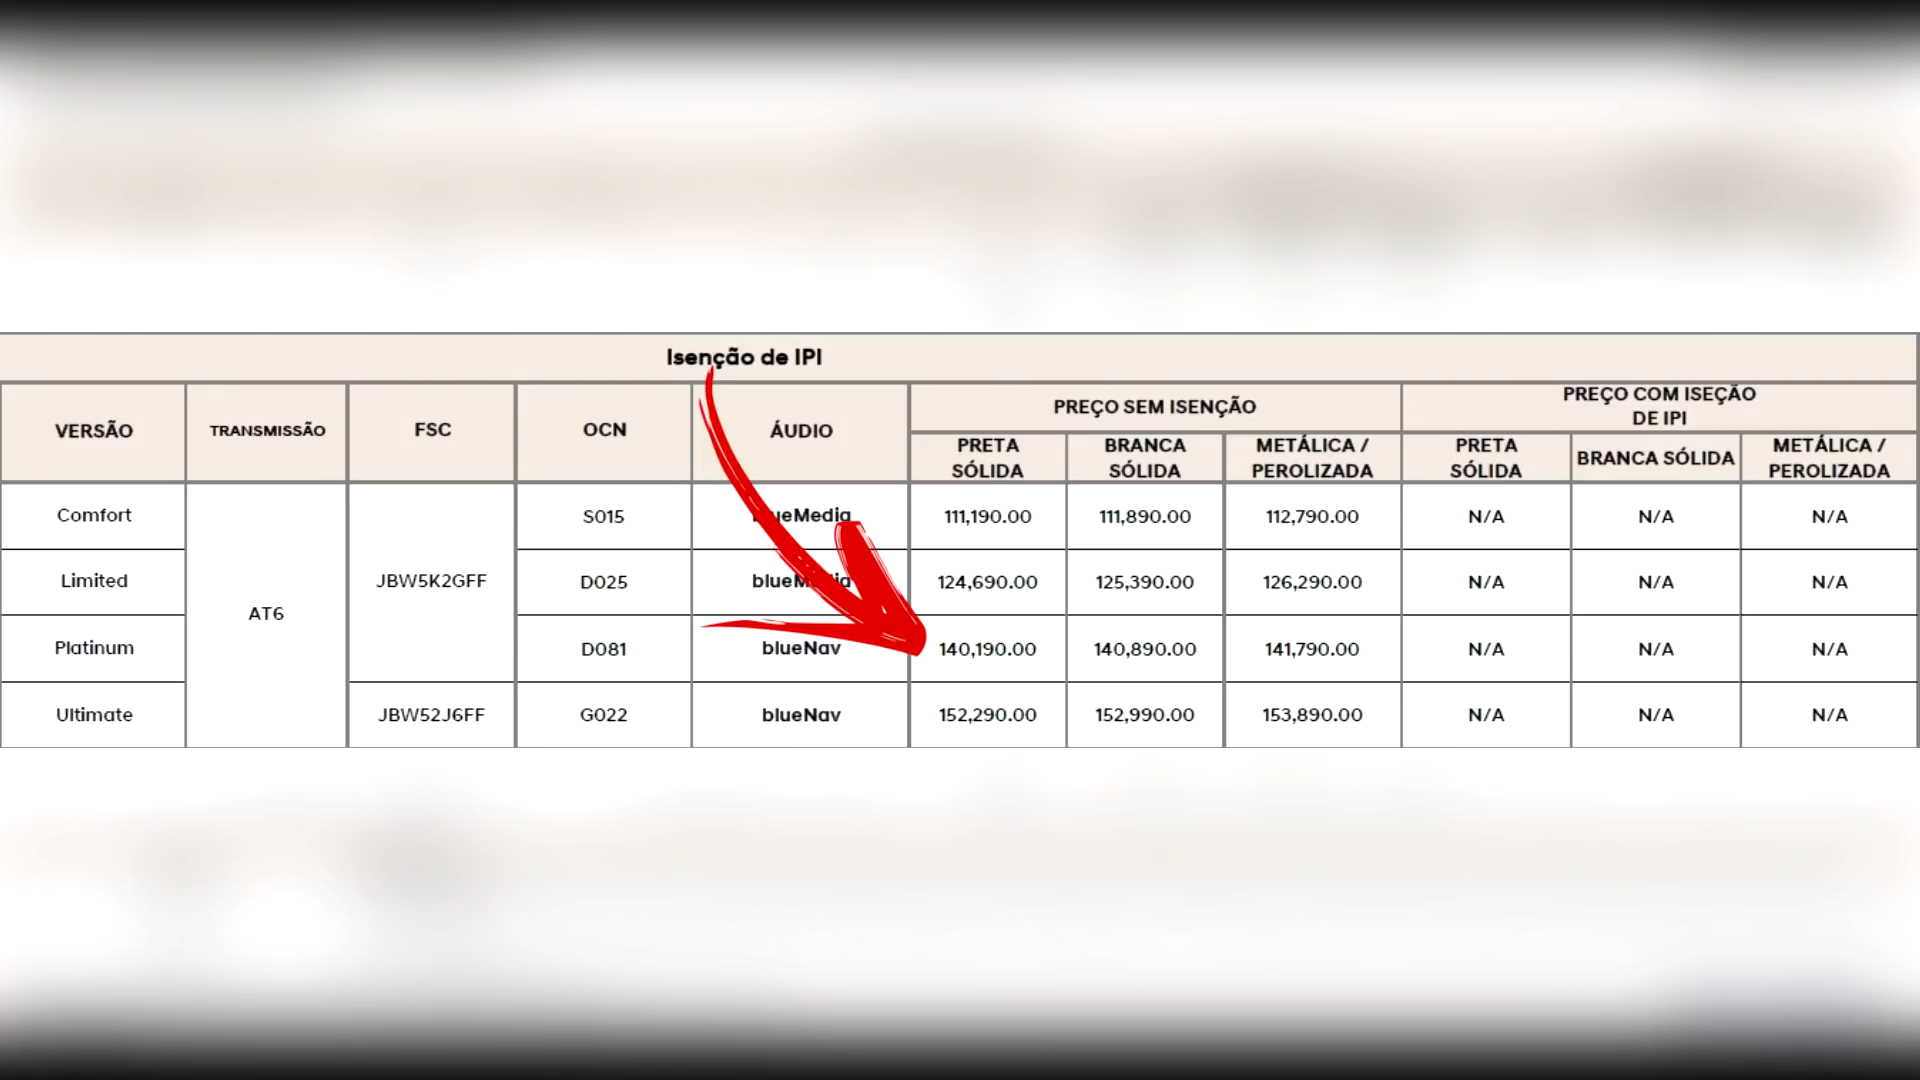 Isenção de IPI
VERSÃO TRANSMISSÃO FSC OCN ÁUDIO PREÇO SEM ISENÇÃO PREÇO COM ISEÇÃO
DE IPI
PRETA
SÓLIDA BRANCA
SÓLIDA METÁLICA /
PEROLIZADA PRETA
SÓLIDA BRANCA SÓLIDA METÁLICA /
PEROLIZADA
Comfort AT6 JBW5K2GFF S015 blueMedia 111,190.00 111,890.00 112,790.00 N/A N/A N/A
Limited D025 blueMedia 124,690.00 125,390.00 126,290.00 N/A N/A N/A
Platinum D081 blueNav 140,190.00 140,890.00 141,790.00 N/A N/A N/A
Ultimate JBW52J6FF G022 blueNav 152,290.00 152,990.00 153,890.00 N/A N/A N/A